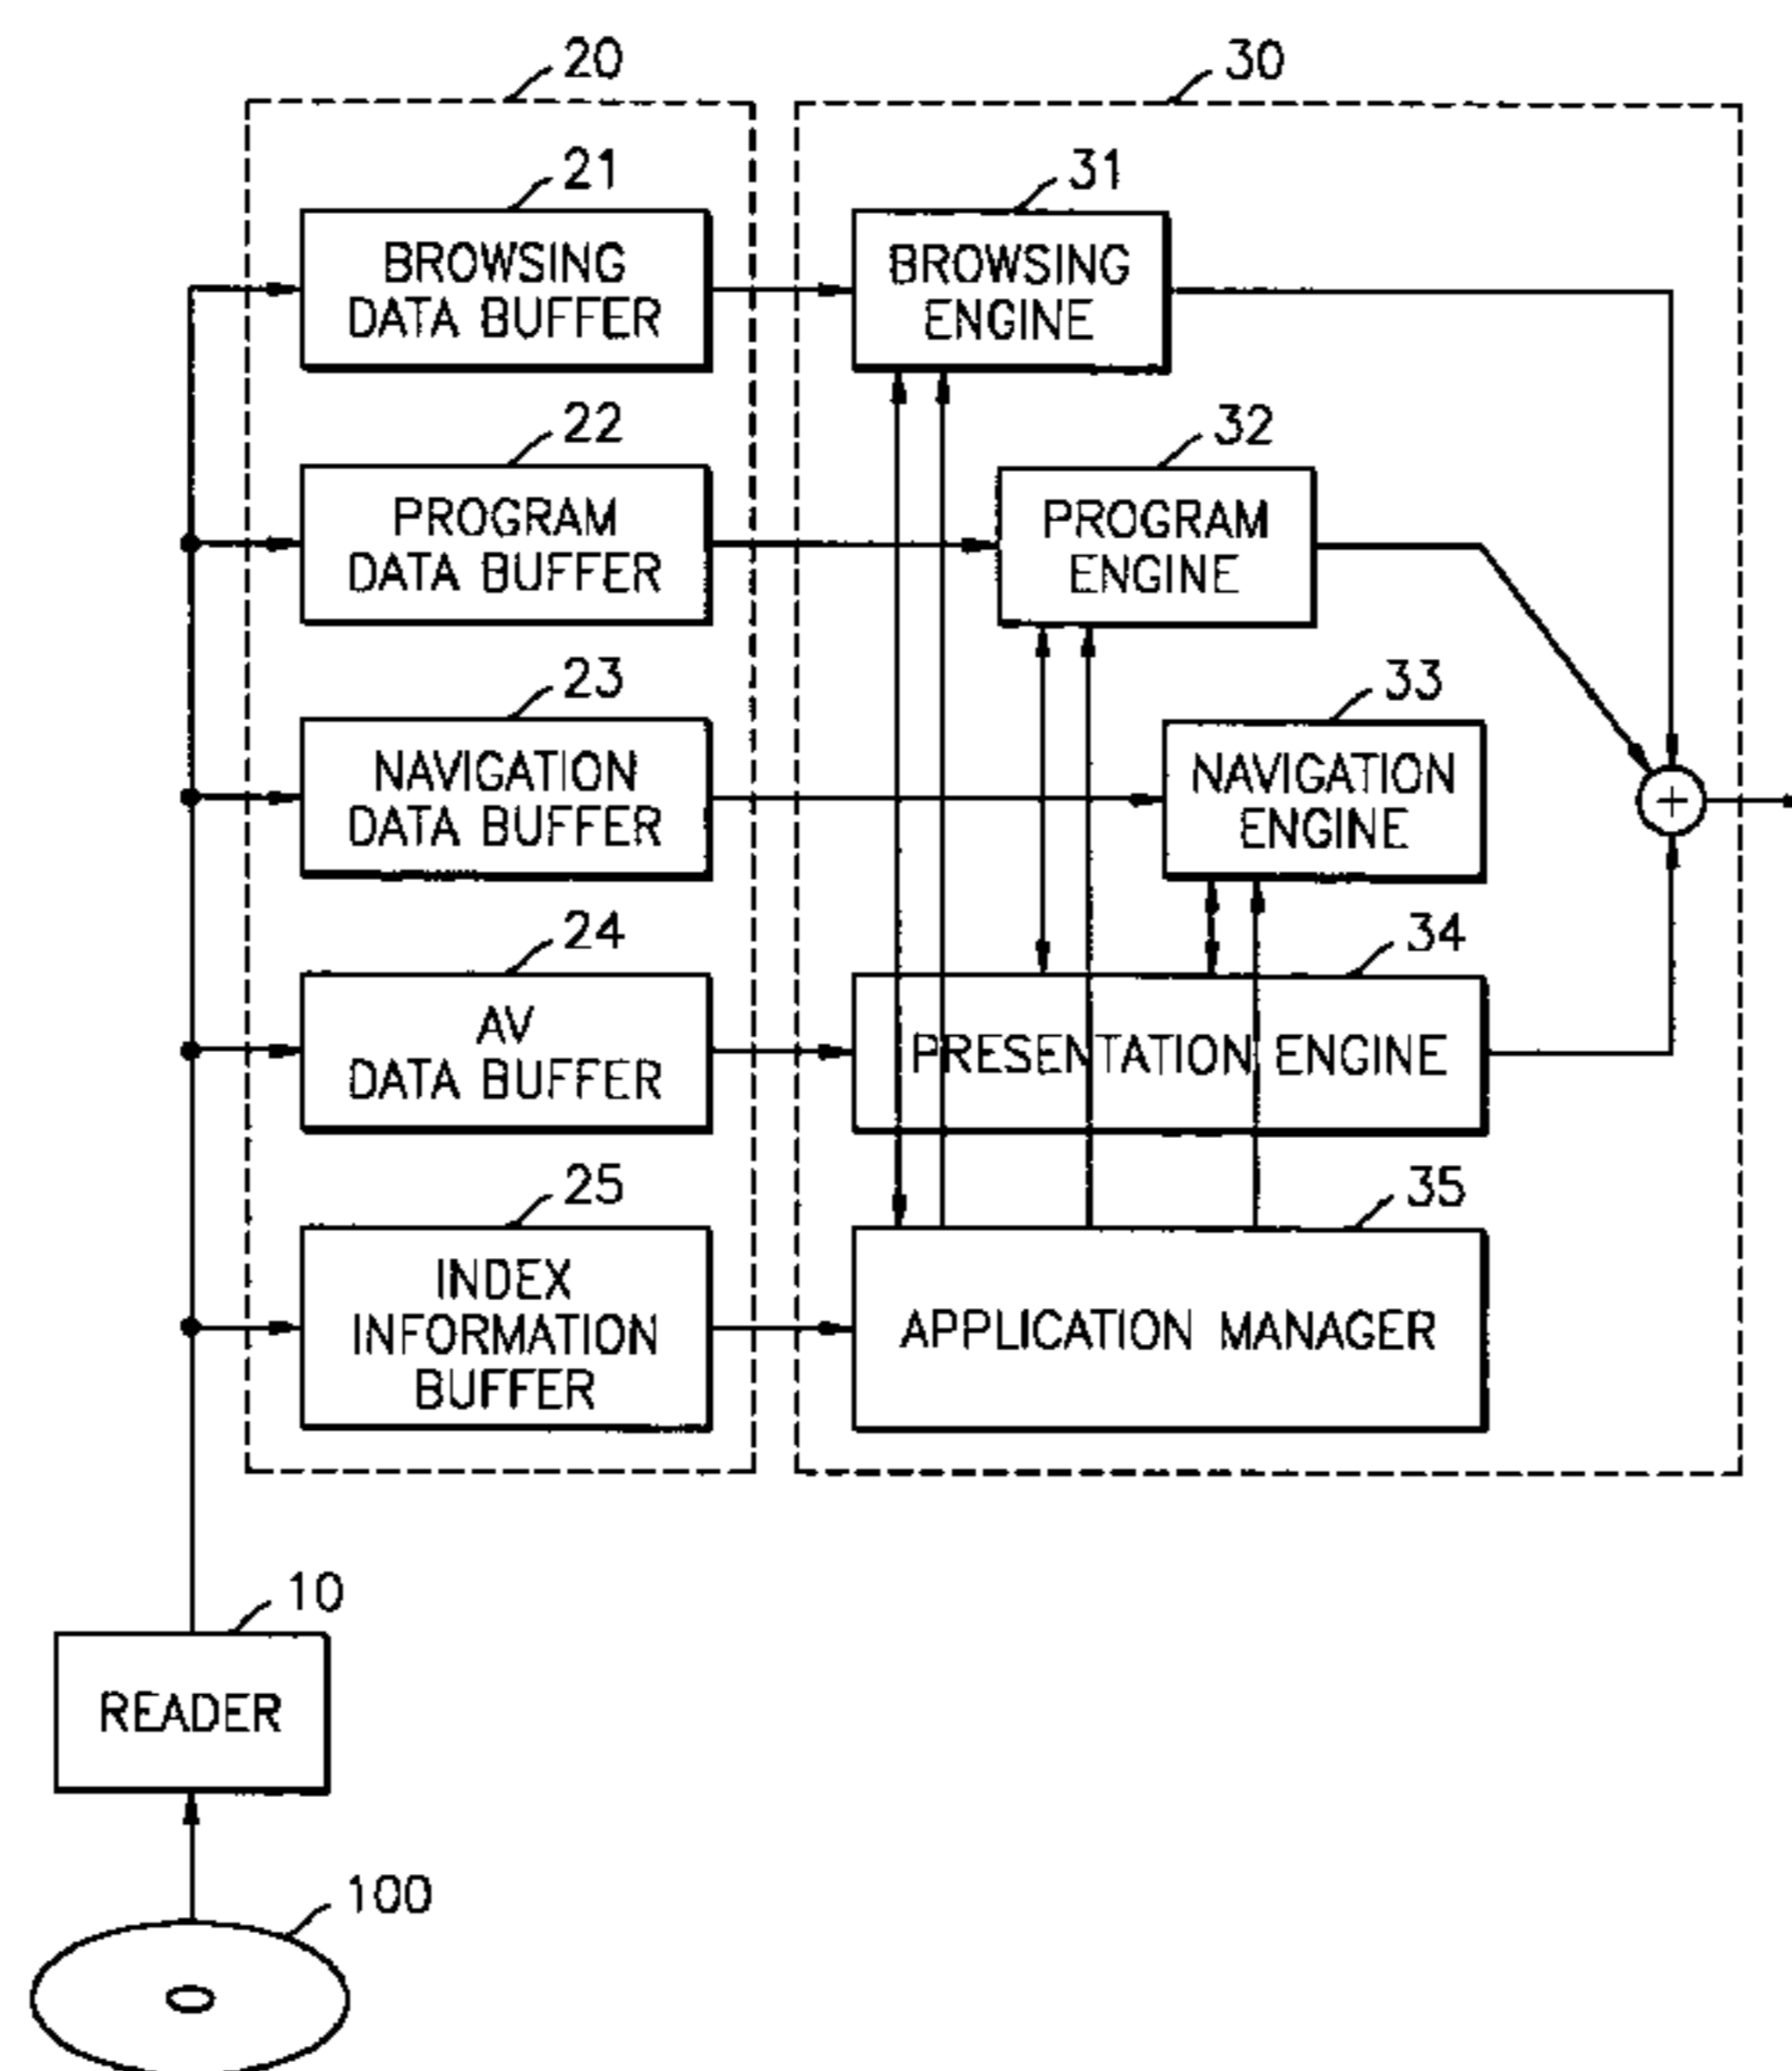 20
30
21
31
BROWSING
DATA BUFFER
BROWSING
ENGINE
22
32
PROGRAM
DATA BUFFER
PROGRAM
ENGINE
23
33
NAVIGATION
DATA BUFFER
NAVIGATION
ENGINE
+
24
34
AV
DATA BUFFER
PRESENTATION ENGINE
25
35
INDEX
INFORMATION
BUFFER
APPLICATION MANAGER
10
READER
100